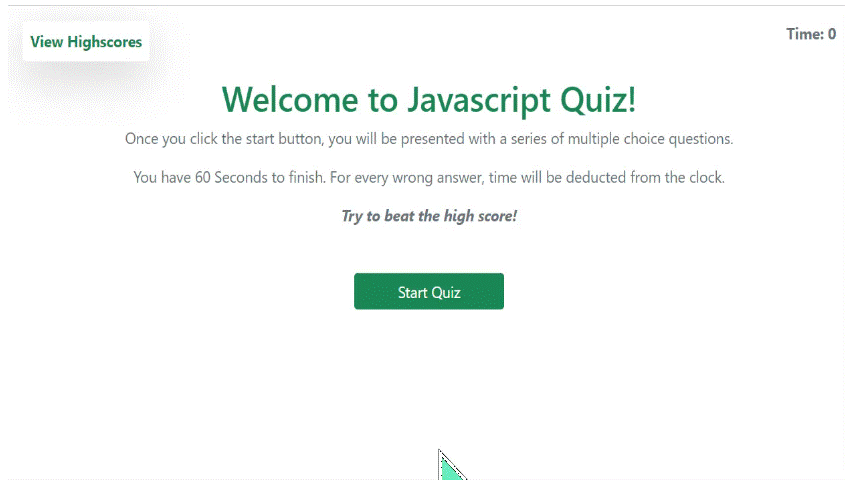 View Highscores
Time: 0
Welcome to Javascript Quiz!
Once you click the start button, you will be presented with a series of multiple choice questions.
You have 60 Seconds to finish. For every wrong answer, time will be deducted from the clock.
Try to beat the high score!
Start Quiz